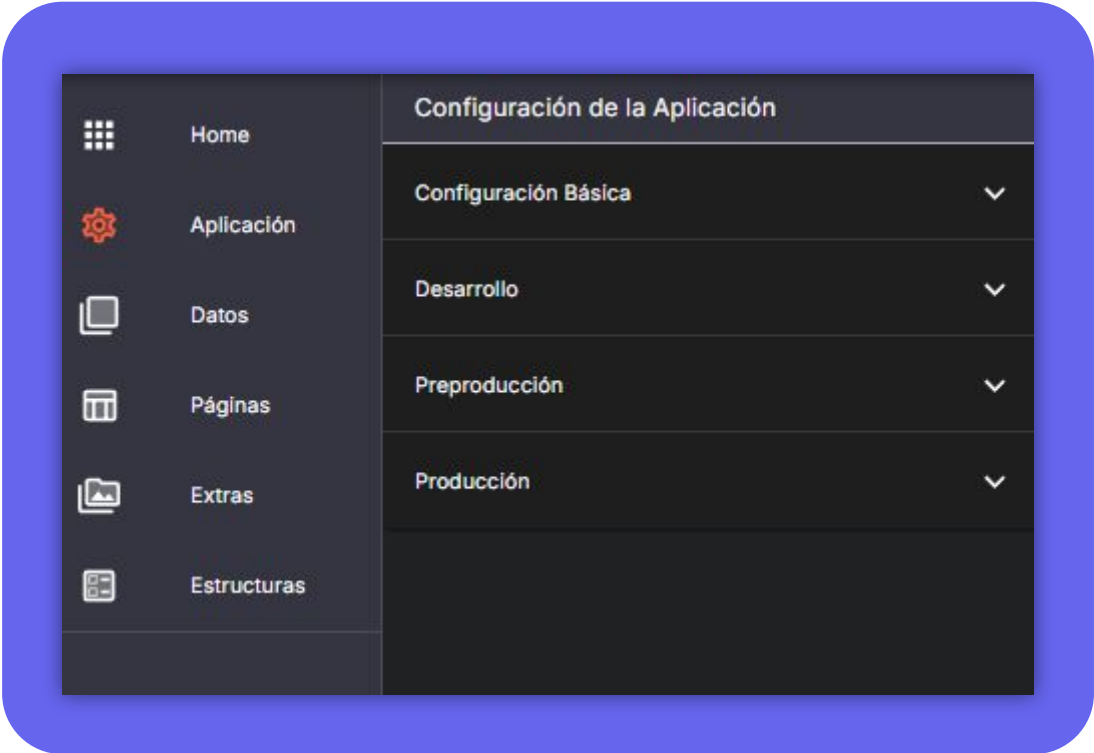 Home
Aplicación
Datos
Páginas
Extras
Estructuras
Configuración de la Aplicación
Configuración Básica
Desarrollo
Preproducción
Producción